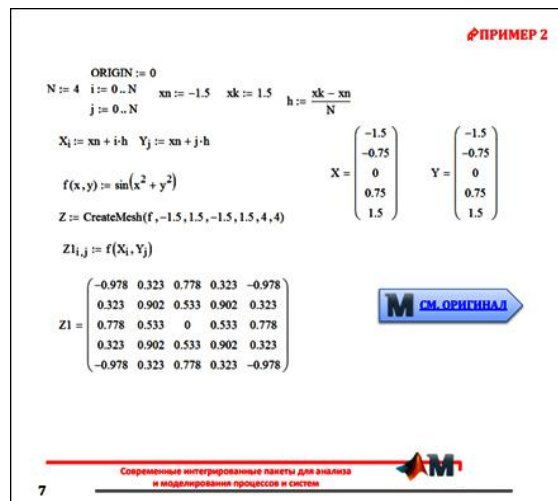 ПРИМЕР 2
ORIGIN := 0
N := 4 i := 0.. N xn := −1.5 xk := 1.5 h := (xk − xn)/N
j := 0.. N
X_i := xn + i·h Y_j := xn + j·h
X = (−1.5 −0.75 0 0.75 1.5) Y = (−1.5 −0.75 0 0.75 1.5)
f(x,y) := sin(x² + y²)
Z := CreateMesh(f,−1.5,1.5,−1.5,1.5,4,4)
Z1_{i,j} := f(X_i,Y_j)
Z1 =
−0.978 0.323 0.778 0.323 −0.978
0.323 0.902 0.533 0.902 0.323
0.778 0.533 0 0.533 0.778
0.323 0.902 0.533 0.902 0.323
−0.978 0.323 0.778 0.323 −0.978
М СМ. ОРИГИНАЛ
Современные интегрированные пакеты для анализа
и моделирования процессов и систем
М
7